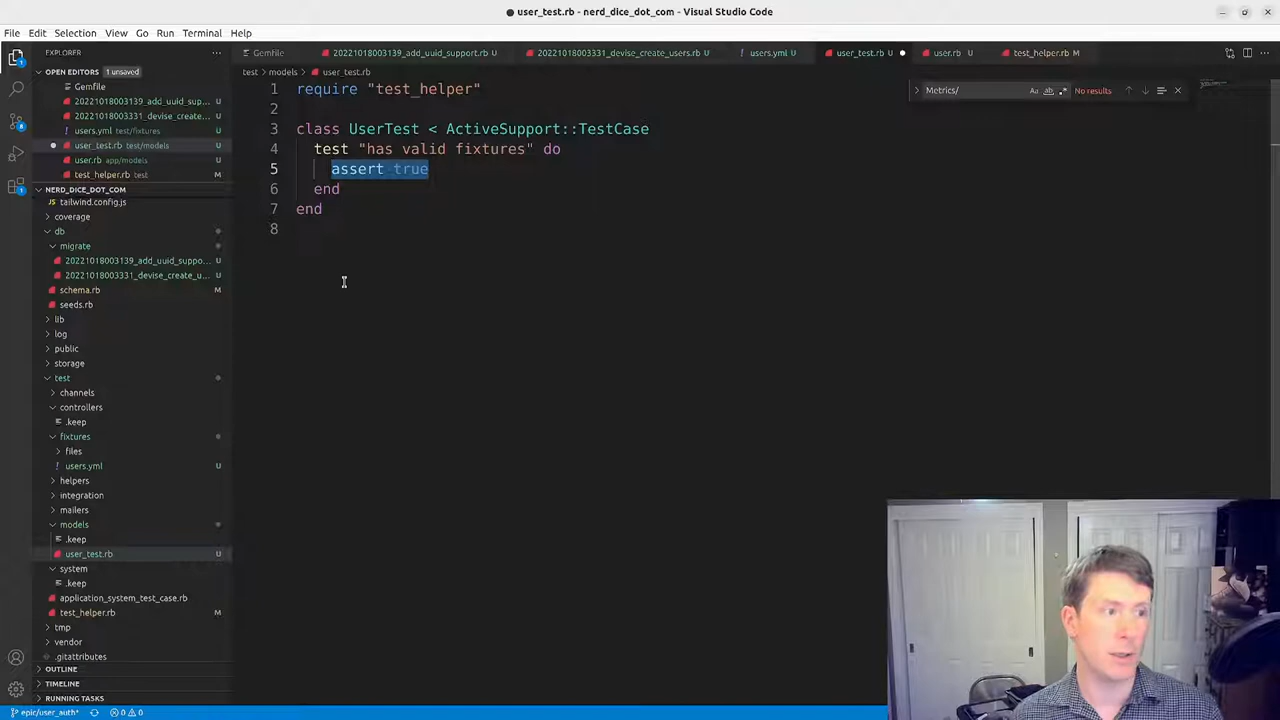 user_test.rb - nerd_dice_dot_com - Visual Studio Code
File Edit Selection View Go Run Terminal Help
EXPLORER
Gemfile
20221018003139_add_uuid_support.rb U
20221018003331_devise_create_users.rb U
users.yml U
user_test.rb U
user.rb U
test_helper.rb M
OPEN EDITORS 1 unsaved
test > models > user_test.rb
Gemfile
20221018003139_add_uuid_sup... U
20221018003331_devise_create... U
users.yml test/fixtures U
user_test.rb test/models U
user.rb app/models U
test_helper.rb test M
Metrics/
Aa ab .*
No results
1 require "test_helper"
2
3 class UserTest < ActiveSupport::TestCase
4 test "has valid fixtures" do
5 assert true
6 end
7 end
8
NERD_DICE_DOT_COM
tailwind.config.js
coverage
db
migrate
20221018003139_add_uuid_suppo... U
20221018003331_devise_create_u... U
schema.rb M
seeds.rb
lib
log
public
storage
test
channels
controllers
.keep
fixtures
files
users.yml U
helpers
integration
mailers
models
.keep
user_test.rb U
system
.keep
application_system_test_case.rb
test_helper.rb M
tmp
vendor
.gitattributes
OUTLINE
TIMELINE
RUNNING TASKS
epic/user_auth* 0 0